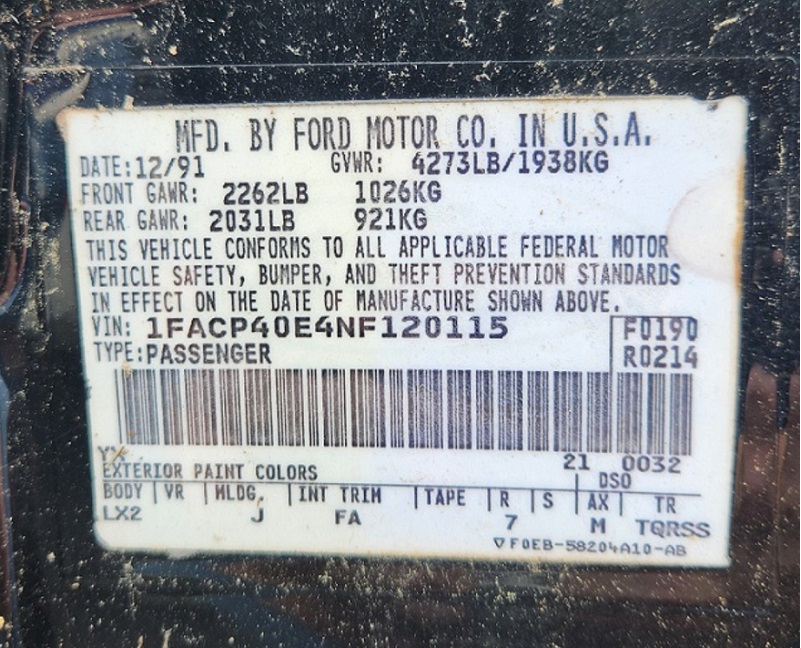 MFD. BY FORD MOTOR CO. IN U.S.A.
DATE:12/91 GVWR: 4273LB/1938KG
FRONT GAWR: 2262LB 1026KG
REAR GAWR: 2031LB 921KG
THIS VEHICLE CONFORMS TO ALL APPLICABLE FEDERAL MOTOR
VEHICLE SAFETY, BUMPER, AND THEFT PREVENTION STANDARDS
IN EFFECT ON THE DATE OF MANUFACTURE SHOWN ABOVE.
VIN: 1FACP40E4NF120115 F0190
TYPE:PASSENGER R0214
YX 21 0032
EXTERIOR PAINT COLORS DSO
BODY VR MLDG. INT TRIM TAPE R S AX TR
LX2 J FA 7 M TQRSS
▽F0EB-58204A10-AB